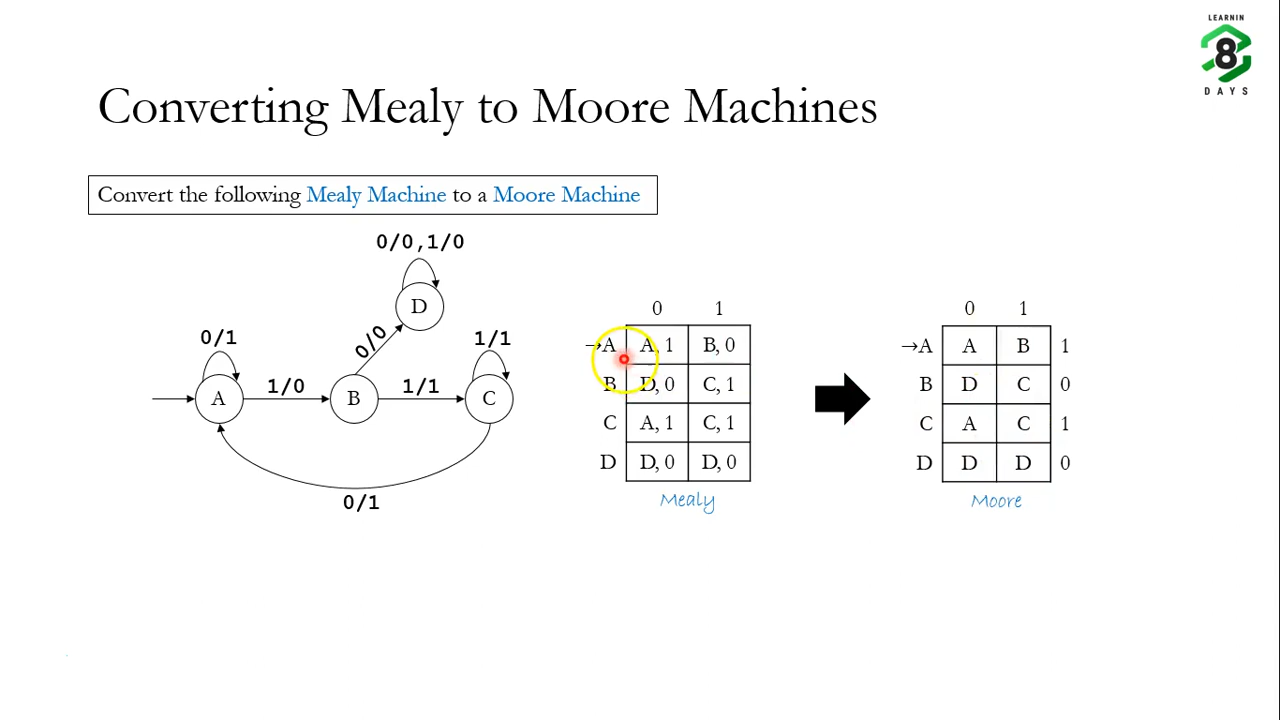 LEARNIN
8
DAYS
Converting Mealy to Moore Machines
Convert the following Mealy Machine to a Moore Machine
0/0,1/0
D
0/1
0/0
1/1
A
1/0
B
1/1
C
0/1
0 1
→A A, 1 B, 0
B D, 0 C, 1
C A, 1 C, 1
D D, 0 D, 0
Mealy
0 1
→A A B 1
B D C 0
C A C 1
D D D 0
Moore